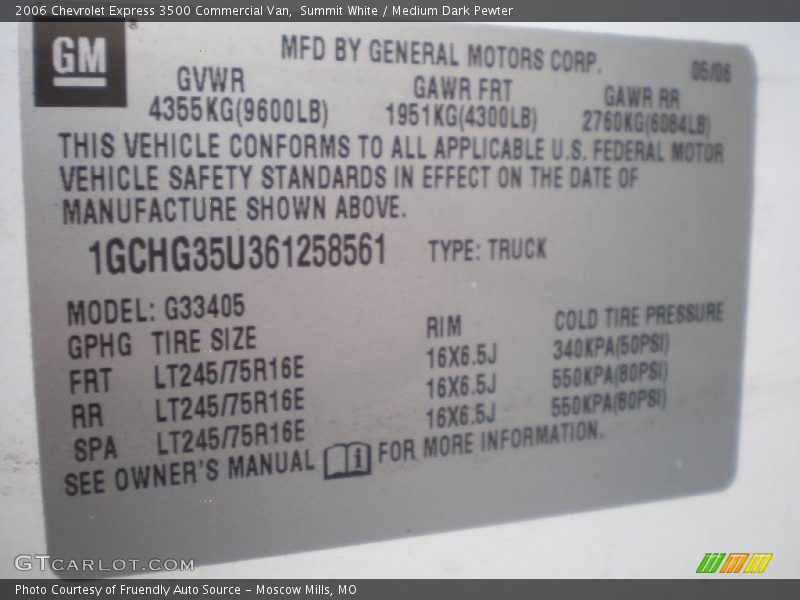 2006 Chevrolet Express 3500 Commercial Van, Summit White / Medium Dark Pewter
GM
MFD BY GENERAL MOTORS CORP. 05/06
GVWR GAWR FRT GAWR RR
4355KG(9600LB) 1951KG(4300LB) 2760KG(6084LB)
THIS VEHICLE CONFORMS TO ALL APPLICABLE U.S. FEDERAL MOTOR
VEHICLE SAFETY STANDARDS IN EFFECT ON THE DATE OF
MANUFACTURE SHOWN ABOVE.
1GCHG35U361258561 TYPE: TRUCK
MODEL: G33405
GPHG TIRE SIZE RIM COLD TIRE PRESSURE
FRT LT245/75R16E 16X6.5J 340KPA(50PSI)
RR LT245/75R16E 16X6.5J 550KPA(80PSI)
SPA LT245/75R16E 16X6.5J 550KPA(80PSI)
SEE OWNER'S MANUAL i FOR MORE INFORMATION.
GTCARLOT.COM
Photo Courtesy of Fruendly Auto Source - Moscow Mills, MO